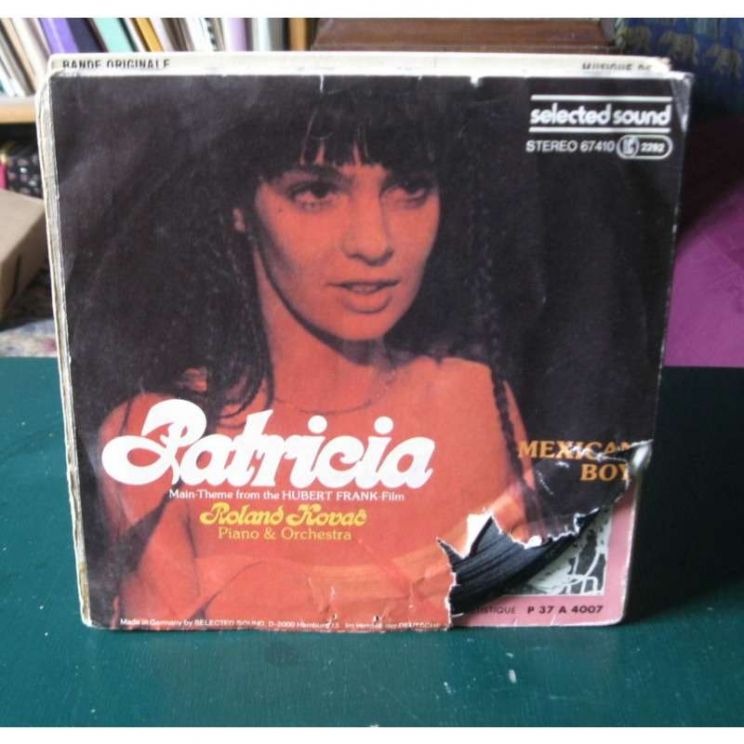 BANDE ORIGINALE
selected sound
STEREO 67410 2292
Patricia
Main-Theme from the HUBERT FRANK-Film
Roland Kovač
Piano & Orchestra
MEXICAN
BOY
P 37 A 4007
Made in Germany by SELECTED SOUND, D-2000 Hamburg 13